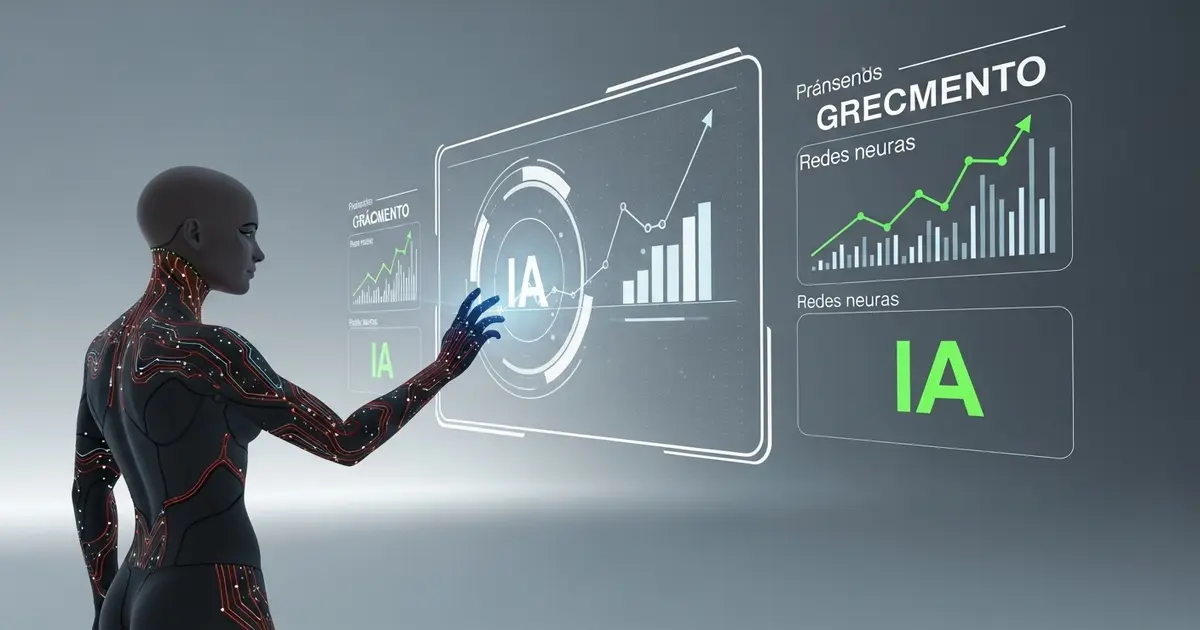 GRÁCMENTO
IA
IA
Pránsends
GRECMENTO
Redes neuras
Redes neuras
IA